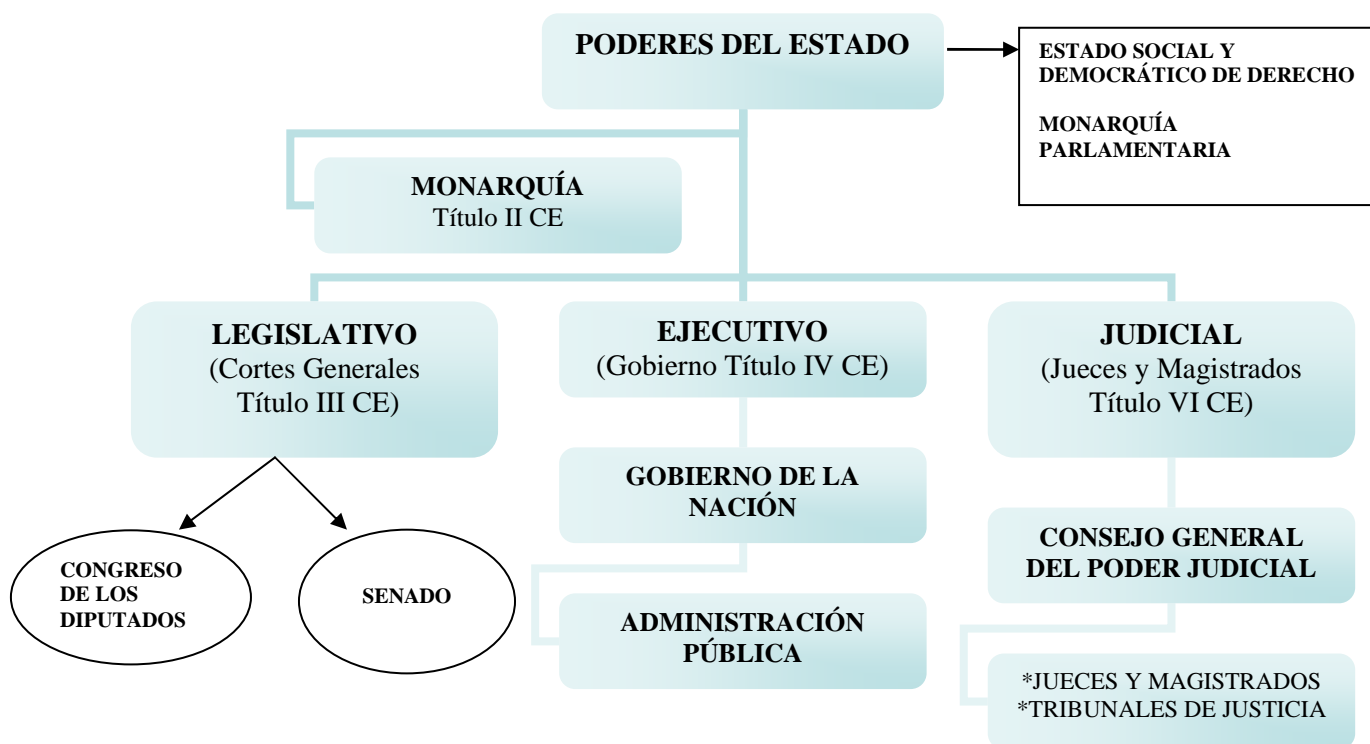 PODERES DEL ESTADO
ESTADO SOCIAL Y
DEMOCRÁTICO DE DERECHO
MONARQUÍA
PARLAMENTARIA
MONARQUÍA
Título II CE
LEGISLATIVO
(Cortes Generales
Título III CE)
EJECUTIVO
(Gobierno Título IV CE)
JUDICIAL
(Jueces y Magistrados
Título VI CE)
CONGRESO
DE LOS
DIPUTADOS
SENADO
GOBIERNO DE LA
NACIÓN
ADMINISTRACIÓN
PÚBLICA
CONSEJO GENERAL
DEL PODER JUDICIAL
*JUECES Y MAGISTRADOS
*TRIBUNALES DE JUSTICIA